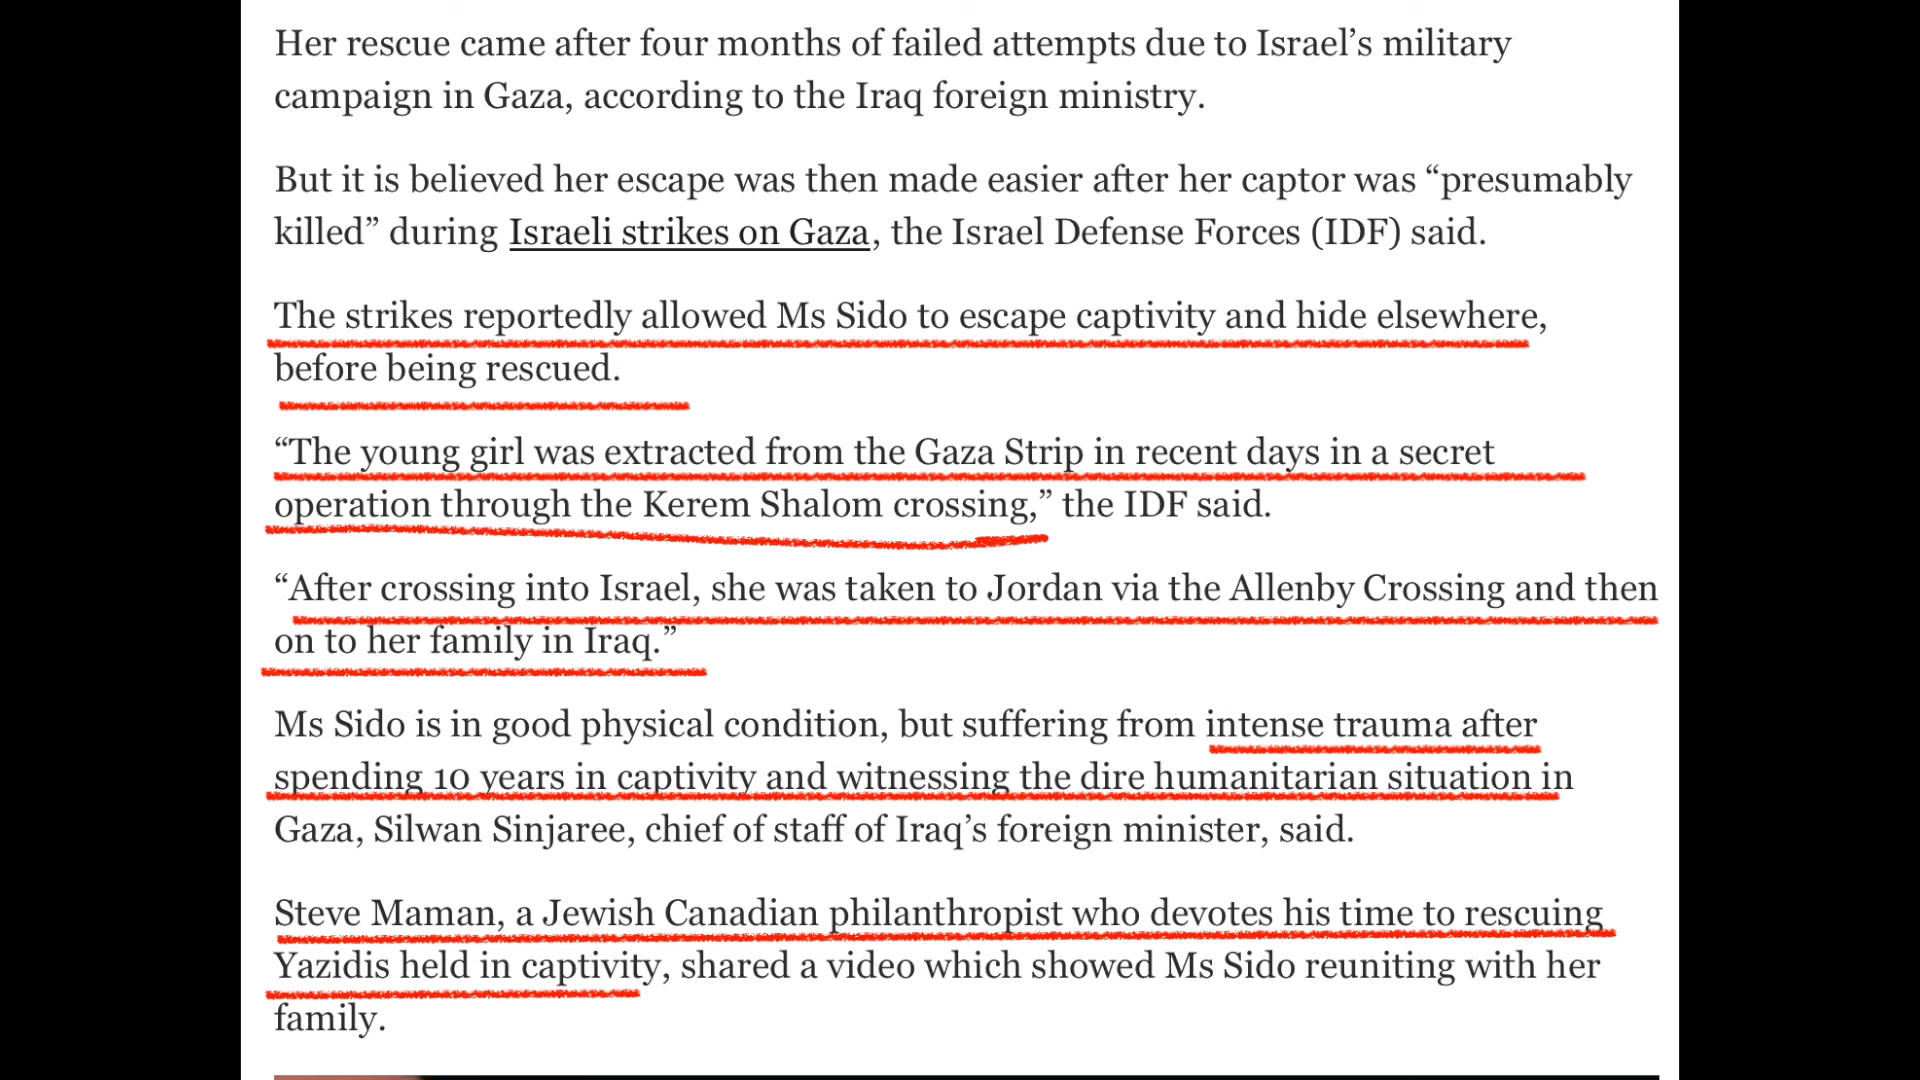 Her rescue came after four months of failed attempts due to Israel’s military
campaign in Gaza, according to the Iraq foreign ministry.
But it is believed her escape was then made easier after her captor was “presumably
killed” during Israeli strikes on Gaza, the Israel Defense Forces (IDF) said.
The strikes reportedly allowed Ms Sido to escape captivity and hide elsewhere,
before being rescued.
“The young girl was extracted from the Gaza Strip in recent days in a secret
operation through the Kerem Shalom crossing,” the IDF said.
“After crossing into Israel, she was taken to Jordan via the Allenby Crossing and then
on to her family in Iraq.”
Ms Sido is in good physical condition, but suffering from intense trauma after
spending 10 years in captivity and witnessing the dire humanitarian situation in
Gaza, Silwan Sinjaree, chief of staff of Iraq’s foreign minister, said.
Steve Maman, a Jewish Canadian philanthropist who devotes his time to rescuing
Yazidis held in captivity, shared a video which showed Ms Sido reuniting with her
family.